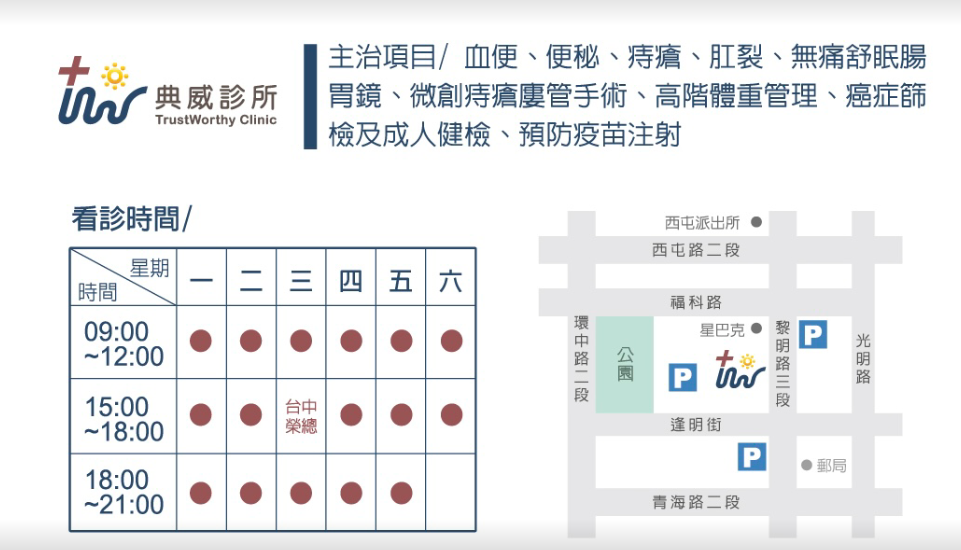 典威診所
TrustWorthy Clinic
主治項目/ 血便、便秘、痔瘡、肛裂、無痛舒眠腸
胃鏡、微創痔瘡廔管手術、高階體重管理、癌症篩
檢及成人健檢、預防疫苗注射
看診時間/
星期
時間
一 二 三 四 五 六
09:00
~12:00
15:00
~18:00
台中
榮總
18:00
~21:00
西屯派出所
西屯路二段
福科路
環中路二段
公園
星巴克
P
黎明路三段
P
光明路
逢明街
P
郵局
青海路二段